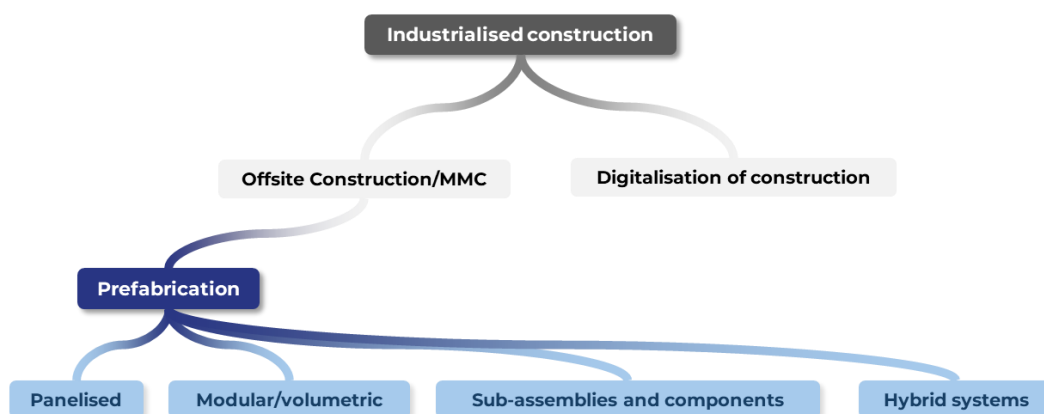 Industrialised construction
Offsite Construction/MMC
Digitalisation of construction
Prefabrication
Panelised
Modular/volumetric
Sub-assemblies and components
Hybrid systems